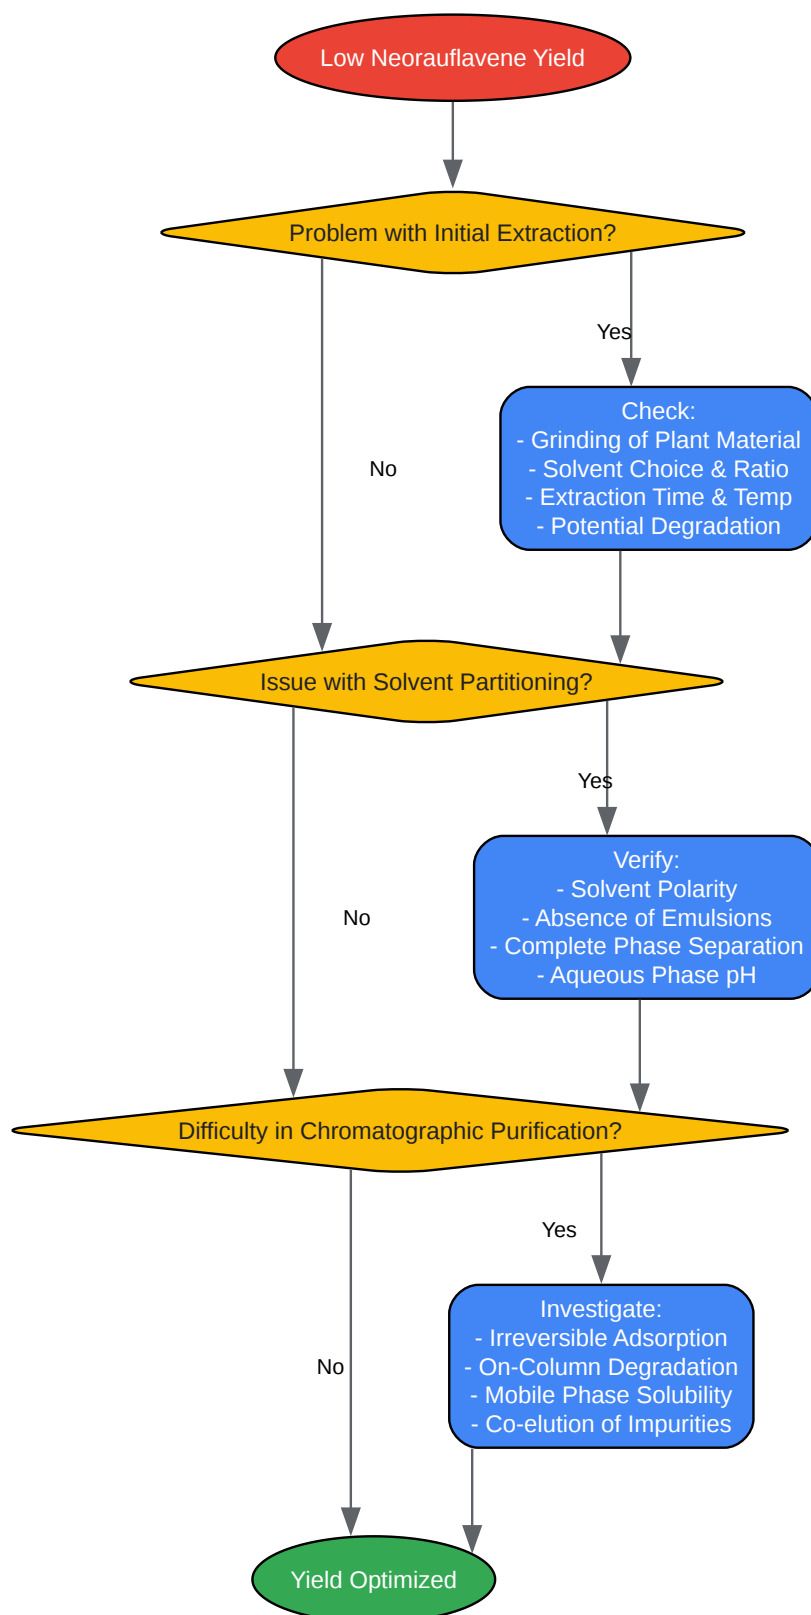 Low Neorauflavene Yield
Problem with Initial Extraction?
Yes
Check:
- Grinding of Plant Material
- Solvent Choice & Ratio
- Extraction Time & Temp
- Potential Degradation
No
Issue with Solvent Partitioning?
Yes
Verify:
- Solvent Polarity
- Absence of Emulsions
- Complete Phase Separation
- Aqueous Phase pH
No
Difficulty in Chromatographic Purification?
Yes
Investigate:
- Irreversible Adsorption
- On-Column Degradation
- Mobile Phase Solubility
- Co-elution of Impurities
No
Yield Optimized